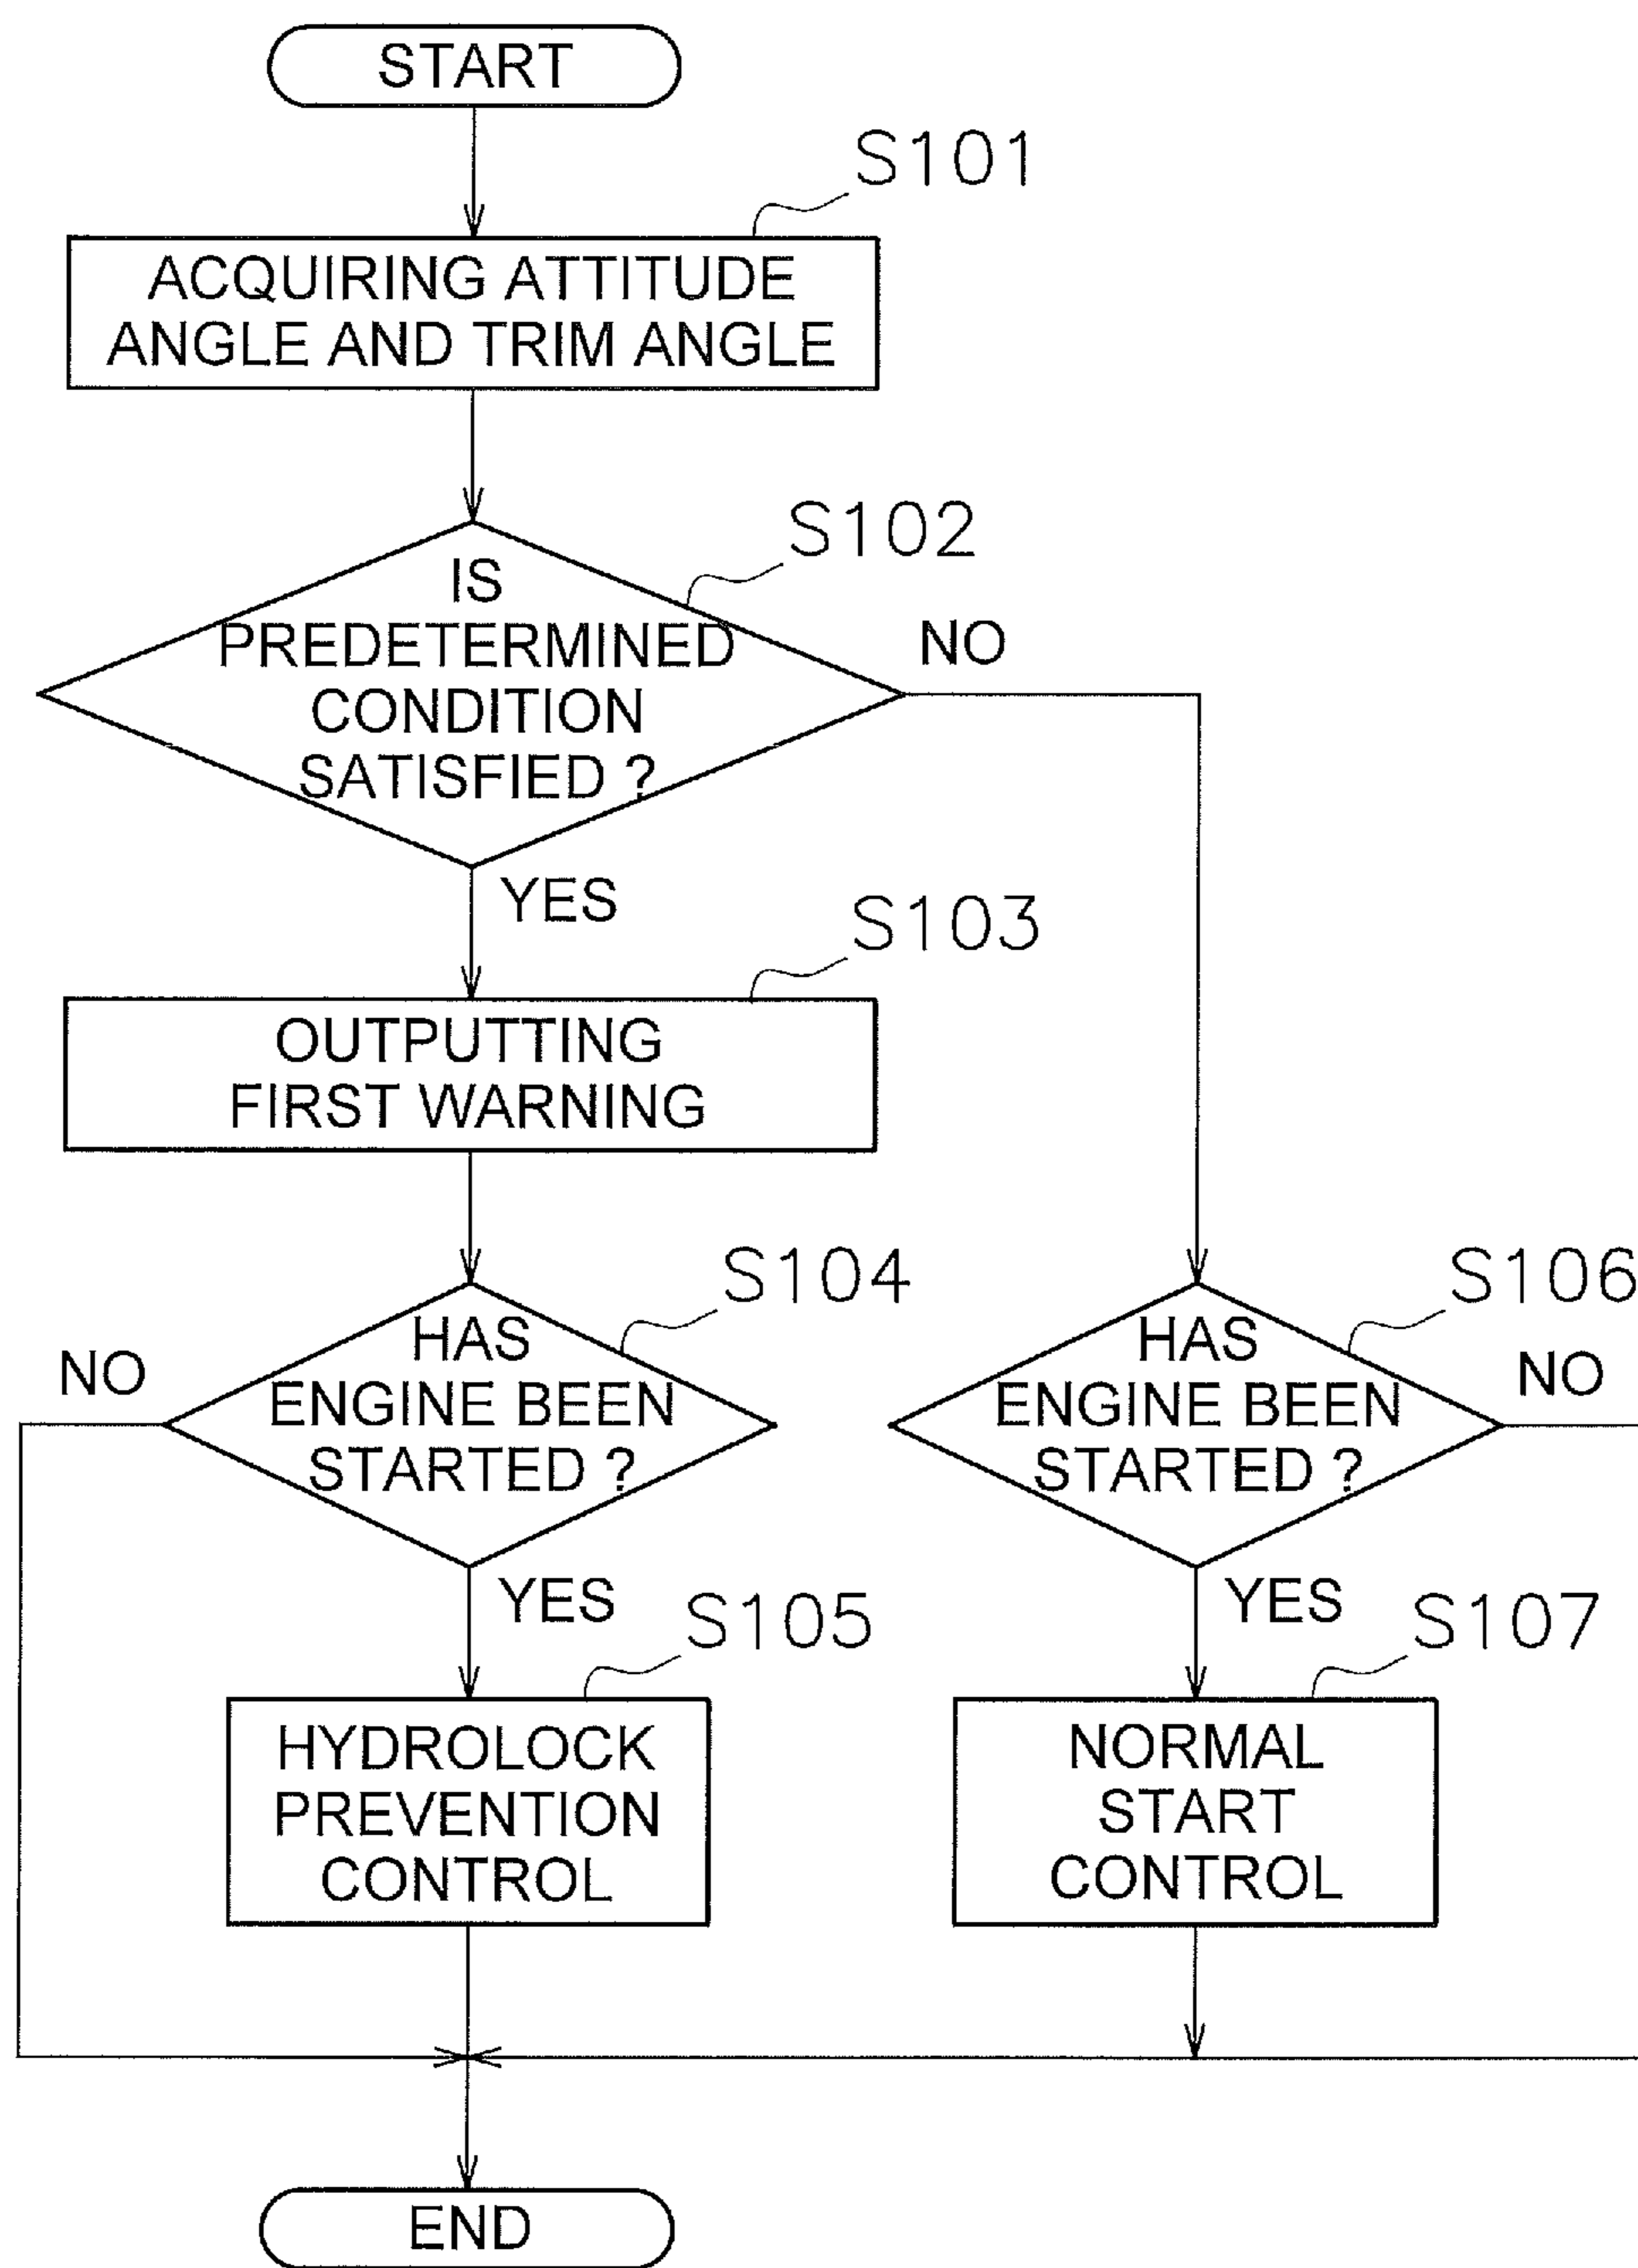 START
S101
ACQUIRING ATTITUDE
ANGLE AND TRIM ANGLE
S102
IS
PREDETERMINED
CONDITION
SATISFIED ?
NO
YES
S103
OUTPUTTING
FIRST WARNING
S104
HAS
ENGINE BEEN
STARTED ?
NO
YES
S105
HYDROLOCK
PREVENTION
CONTROL
S106
HAS
ENGINE BEEN
STARTED ?
NO
YES
S107
NORMAL
START
CONTROL
END